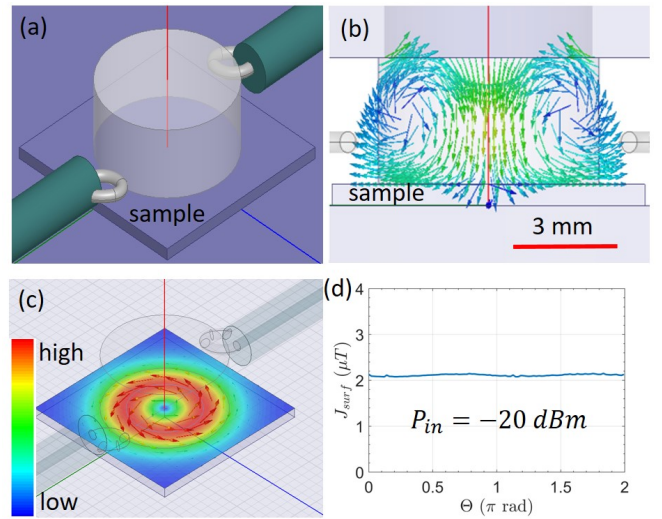 (a)
sample
(b)
sample
3 mm
(c)
high
low
(d)
4
3
2
1
0
J_surf (μT)
P_in = −20 dBm
0 0.5 1 1.5 2
Θ (π rad)